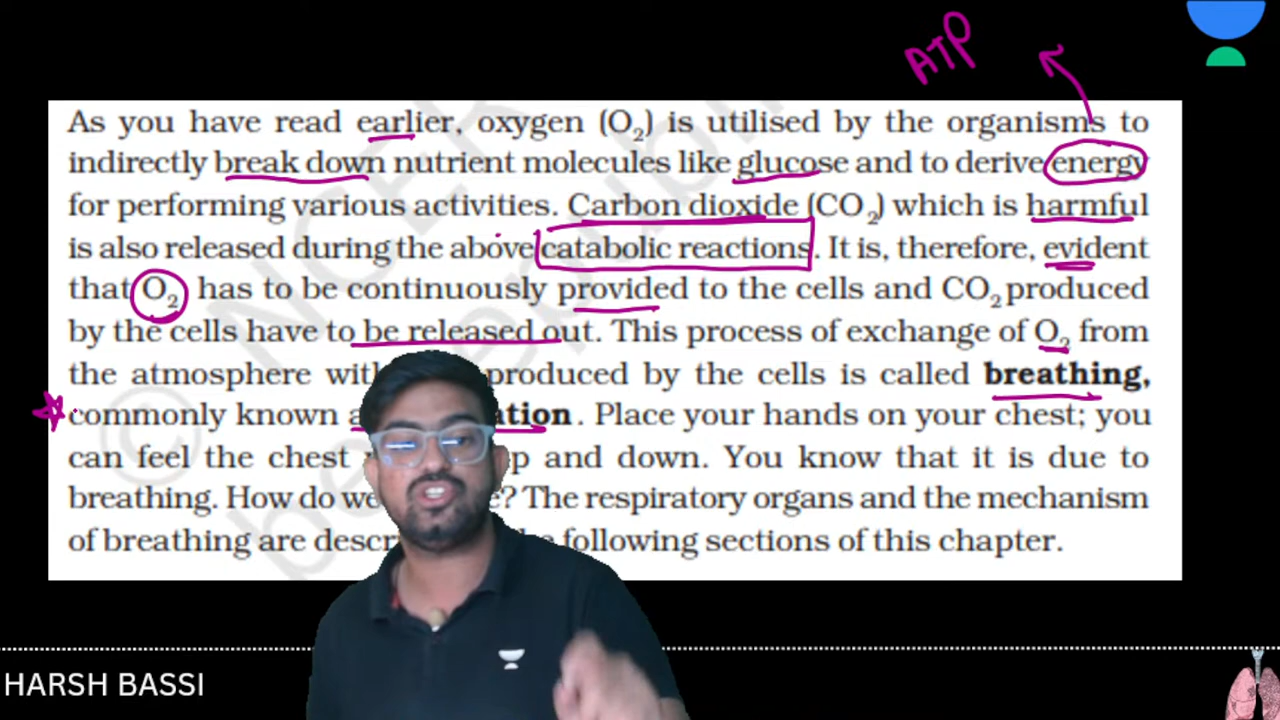 ATP
As you have read earlier, oxygen (O2) is utilised by the organisms to
indirectly break down nutrient molecules like glucose and to derive energy
for performing various activities. Carbon dioxide (CO2) which is harmful
is also released during the above catabolic reactions. It is, therefore, evident
that O2 has to be continuously provided to the cells and CO2 produced
by the cells have to be released out. This process of exchange of O2 from
the atmosphere produced by the cells is called breathing,
commonly known . Place your hands on your chest; you
can feel the chest and down. You know that it is due to
breathing. How do we ? The respiratory organs and the mechanism
of breathing are following sections of this chapter.
HARSH BASSI